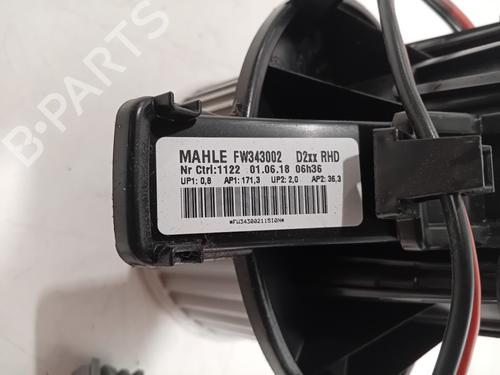 B-PARTS
MAHLE FW343002 D2xx RHD
Nr Ctrl:1122 01.06.18 06h36
UP1: 0,8 AP1: 171,3 UP2: 2,0 AP2: 36,3
*FW34300211510N*